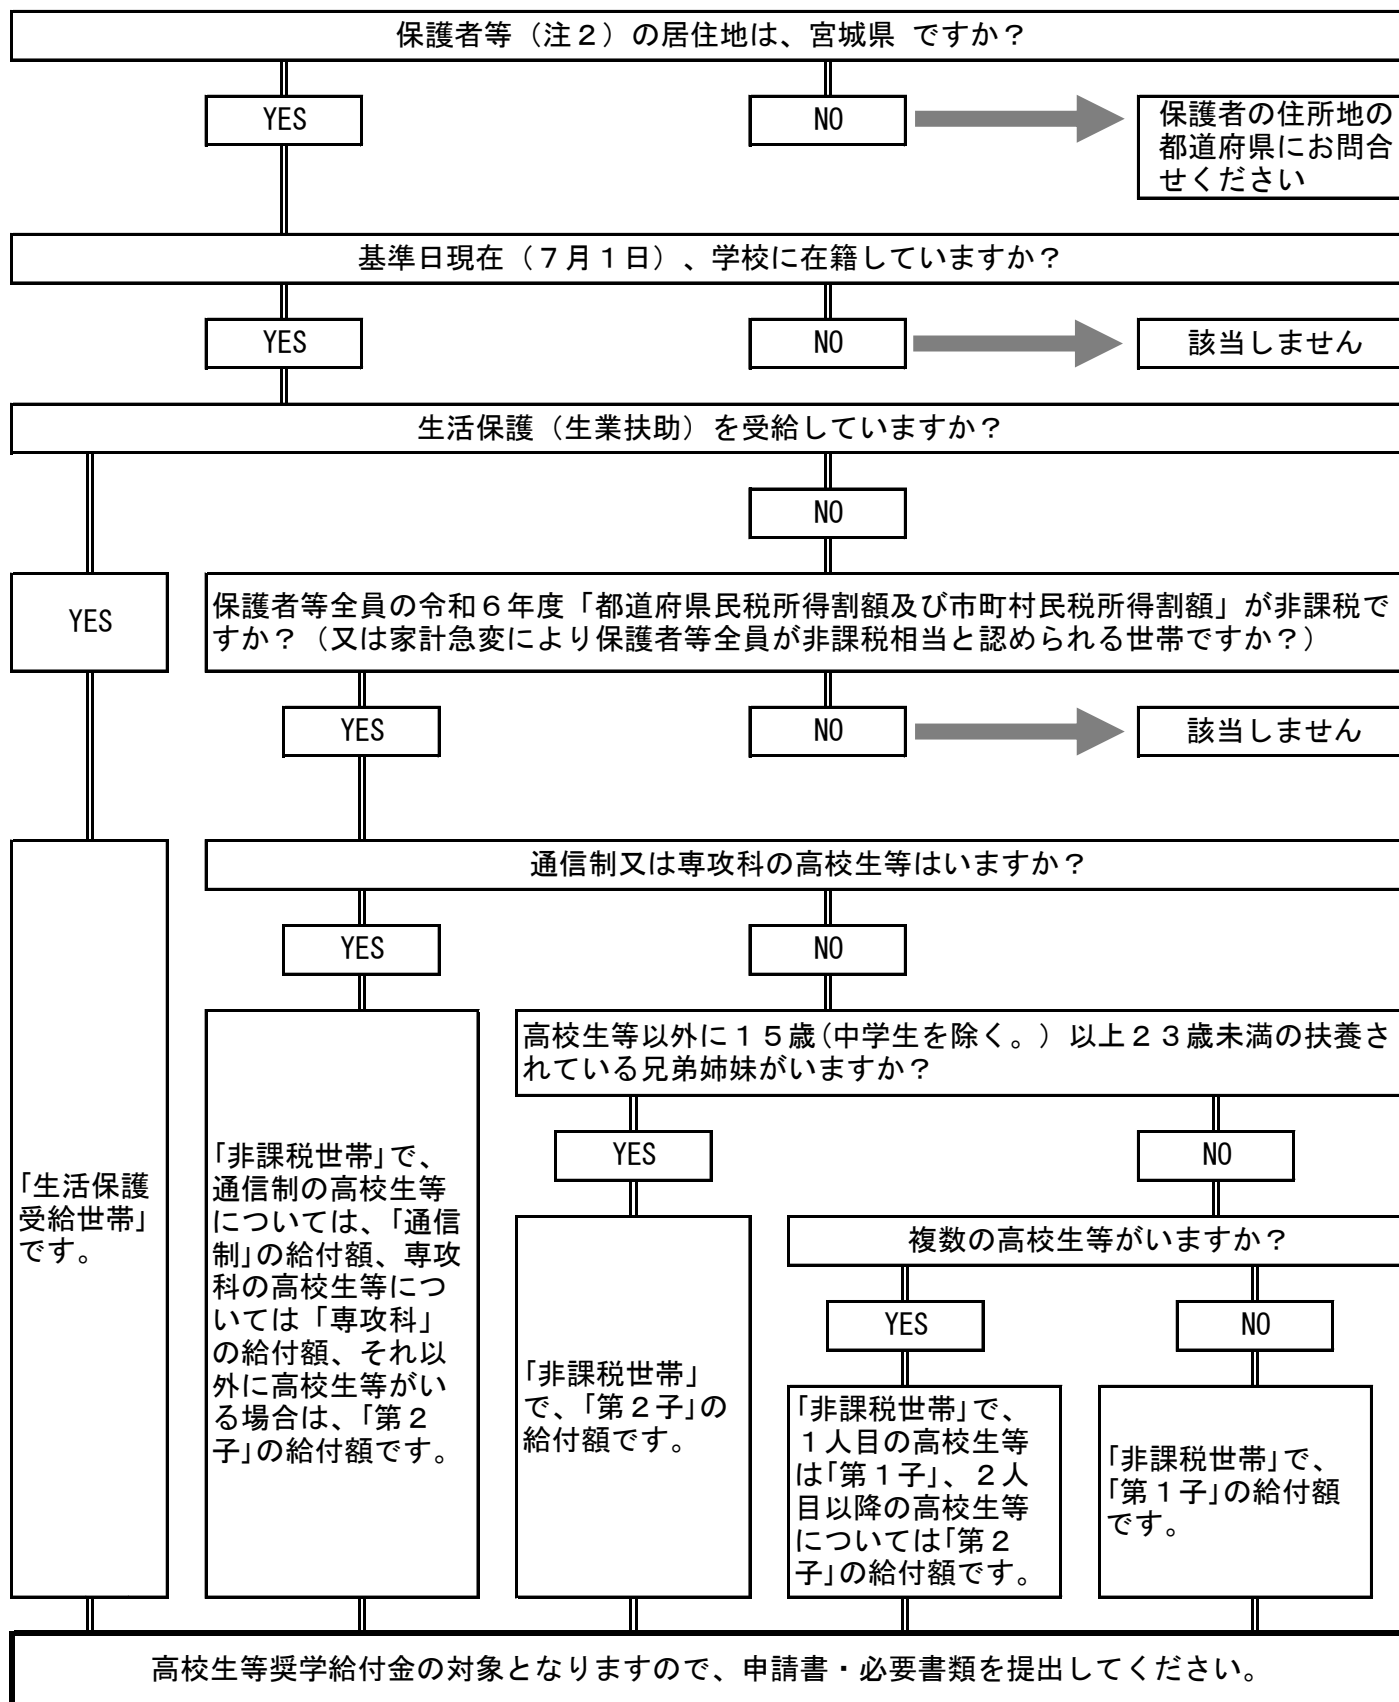 保護者等（注２）の居住地は、宮城県 ですか？
YES
NO
保護者の住所地の
都道府県にお問合
せください
基準日現在（７月１日）、学校に在籍していますか？
YES
NO
該当しません
生活保護（生業扶助）を受給していますか？
NO
YES
保護者等全員の令和６年度「都道府県民税所得割額及び市町村民税所得割額」が非課税で
すか？（又は家計急変により保護者等全員が非課税相当と認められる世帯ですか？）
YES
NO
該当しません
通信制又は専攻科の高校生等はいますか？
YES
NO
高校生等以外に１５歳(中学生を除く。）以上２３歳未満の扶養さ
れている兄弟姉妹がいますか？
YES
NO
複数の高校生等がいますか？
YES
NO
「生活保護
受給世帯」
です。
「非課税世帯」で、
通信制の高校生等
については、「通信
制」の給付額、専攻
科の高校生等につ
いては「専攻科」
の給付額、それ以
外に高校生等がい
る場合は、「第２
子」の給付額です。
「非課税世帯」
で、「第２子」の
給付額です。
「非課税世帯」で、
１人目の高校生等
は「第１子」、２人
目以降の高校生等
については「第２
子」の給付額です。
「非課税世帯」で、
「第１子」の給付額
です。
高校生等奨学給付金の対象となりますので、申請書・必要書類を提出してください。